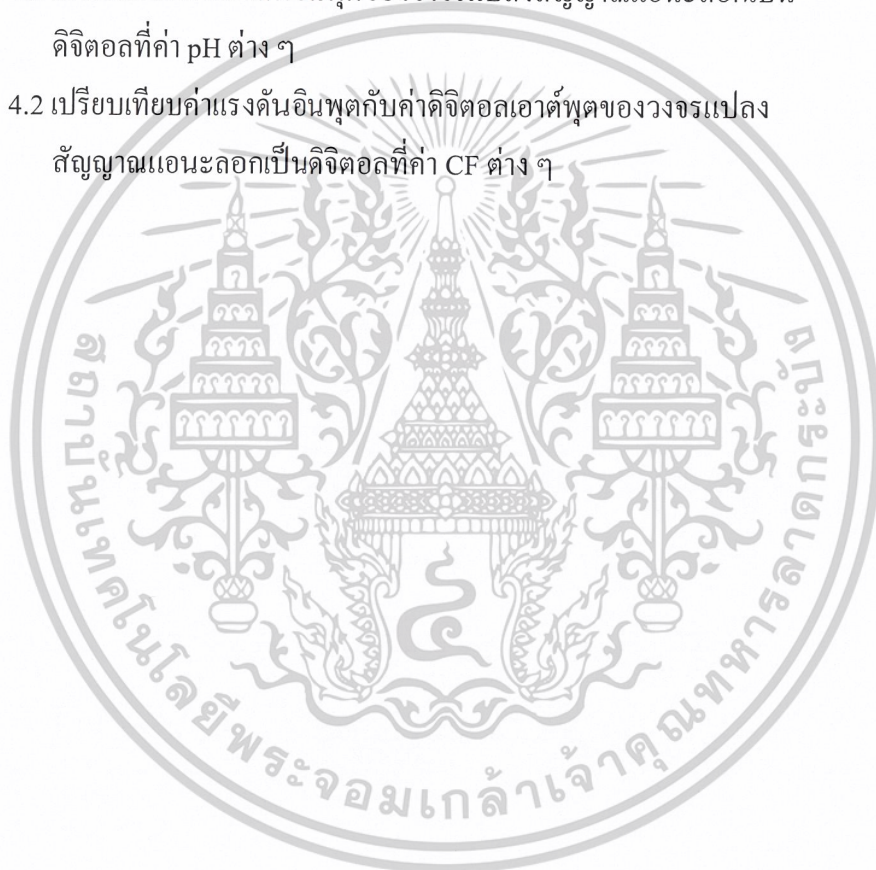 ดิจิตอลที่ค่า pH ต่าง ๆ
4.2 เปรียบเทียบค่าแรงดันอินพุตกับค่าดิจิตอลเอาต์พุตของวงจรแปลง
สัญญาณแอนะลอกเป็นดิจิตอลที่ค่า CF ต่าง ๆ
สถาบันเทคโนโลยีพระจอมเกล้าเจ้าคุณทหารลาดกระบัง